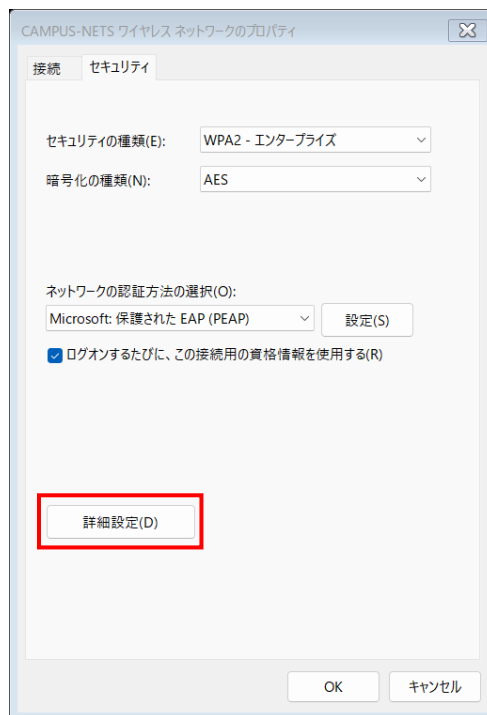 CAMPUS-NETS ワイヤレス ネットワークのプロパティ
接続 セキュリティ
セキュリティの種類(E): WPA2 - エンタープライズ
暗号化の種類(N): AES
ネットワークの認証方法の選択(O):
Microsoft: 保護された EAP (PEAP) 設定(S)
ログオンするたびに、この接続用の資格情報を使用する(R)
詳細設定(D)
OK キャンセル